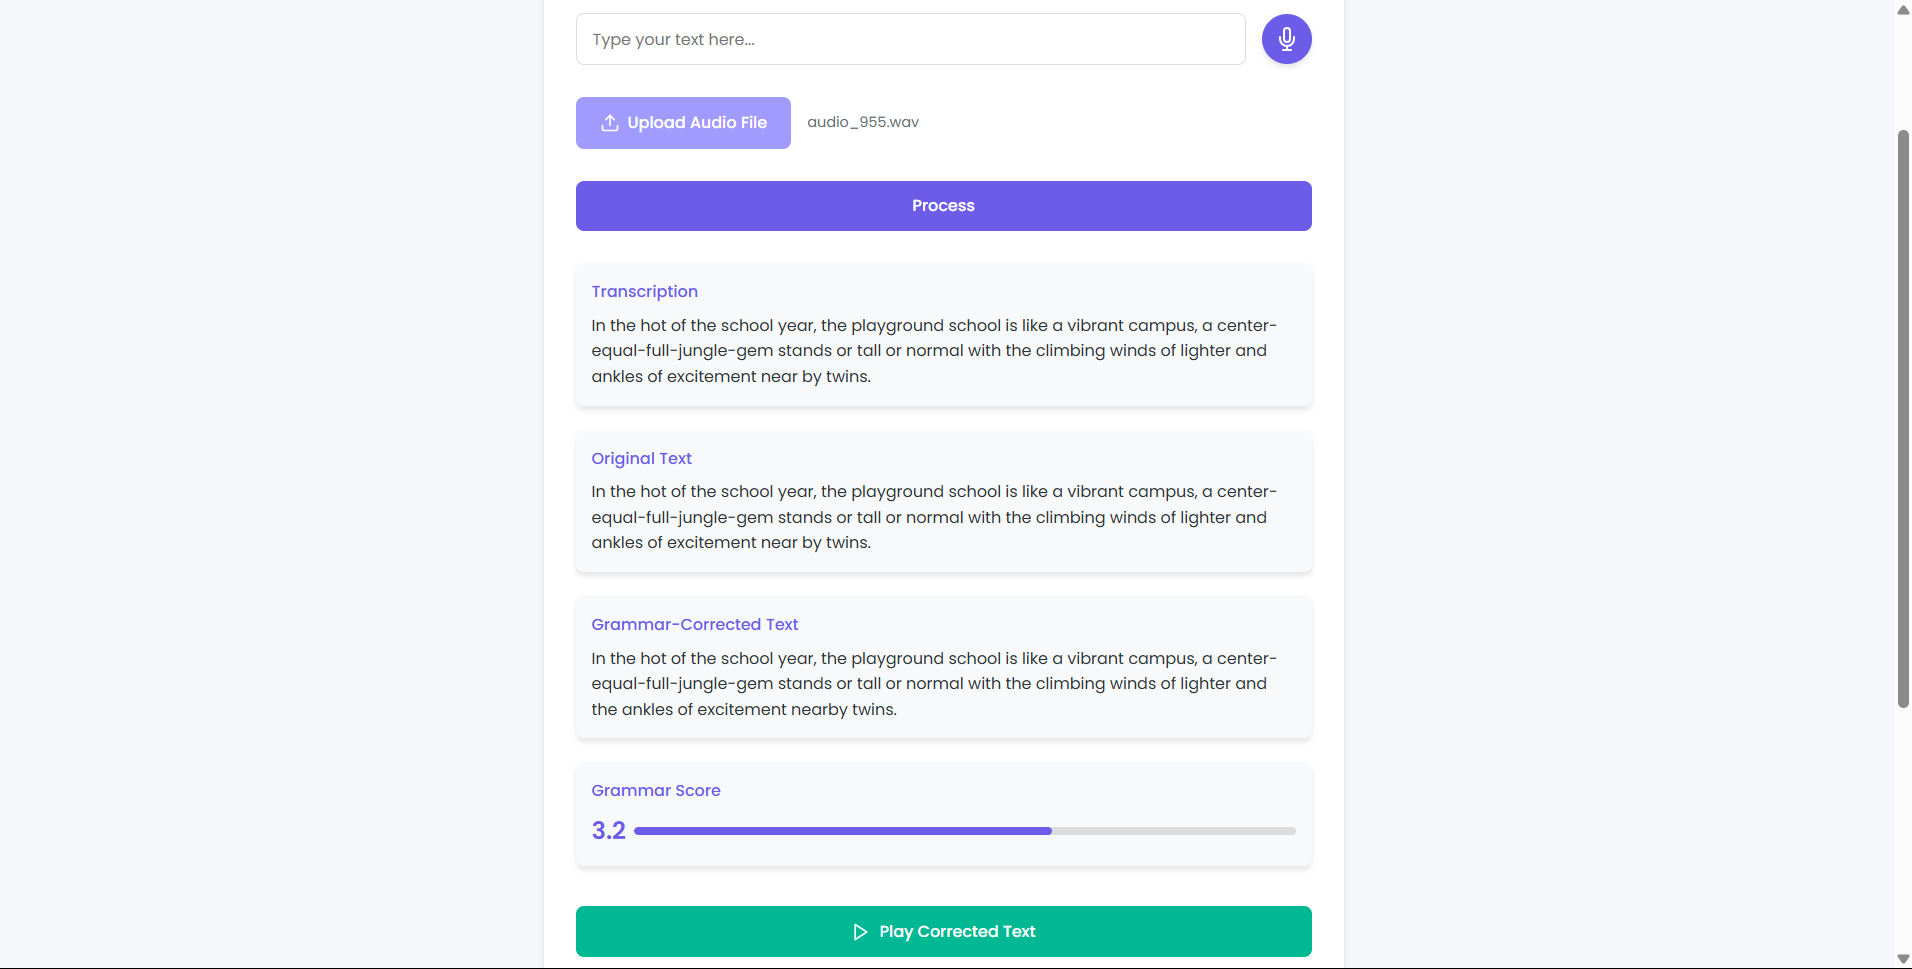 Type your text here...
Upload Audio File
audio_955.wav
Process
Transcription
In the hot of the school year, the playground school is like a vibrant campus, a center-
equal-full-jungle-gem stands or tall or normal with the climbing winds of lighter and
ankles of excitement near by twins.
Original Text
In the hot of the school year, the playground school is like a vibrant campus, a center-
equal-full-jungle-gem stands or tall or normal with the climbing winds of lighter and
ankles of excitement near by twins.
Grammar-Corrected Text
In the hot of the school year, the playground school is like a vibrant campus, a center-
equal-full-jungle-gem stands or tall or normal with the climbing winds of lighter and
the ankles of excitement nearby twins.
Grammar Score
3.2
Play Corrected Text